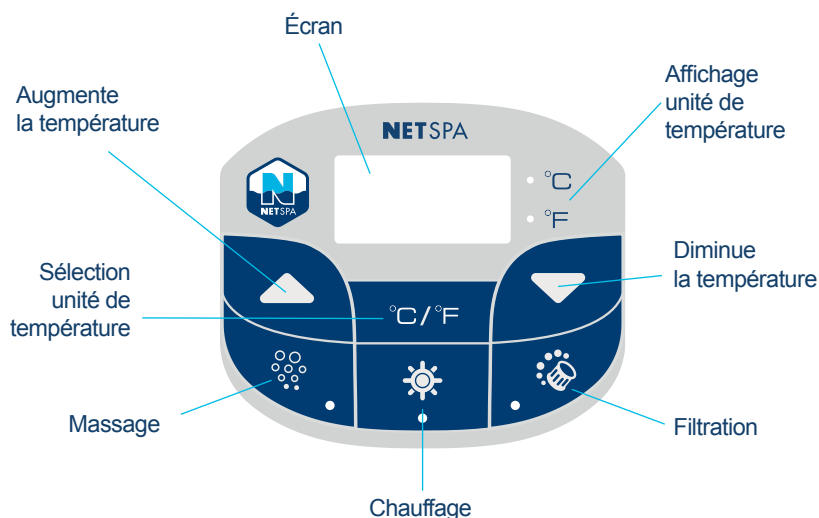 Écran
Affichage
unité de
température
Augmente
la température
NETSPA
N
NETSPA
°C
°F
Diminue
la température
Sélection
unité de
température
°C/°F
Massage
Filtration
Chauffage